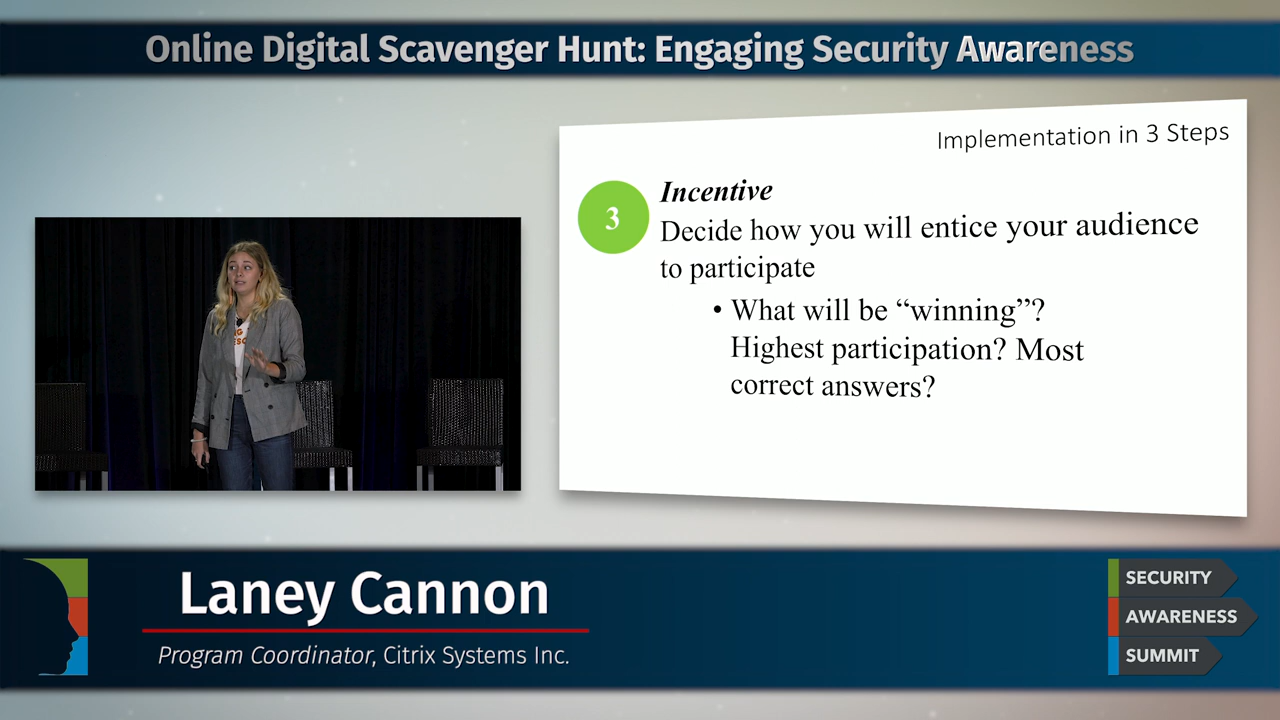 Online Digital Scavenger Hunt: Engaging Security Awareness
Implementation in 3 Steps
3
Incentive
Decide how you will entice your audience
to participate
• What will be “winning”?
Highest participation? Most
correct answers?
Laney Cannon
Program Coordinator, Citrix Systems Inc.
SECURITY
AWARENESS
SUMMIT